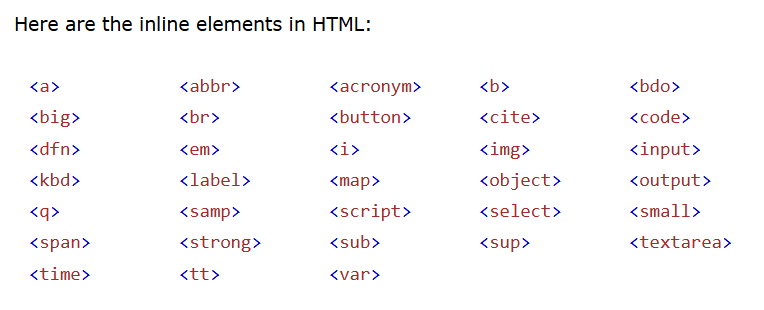 Here are the inline elements in HTML:
<a> <abbr> <acronym> <b> <bdo>
<big> <br> <button> <cite> <code>
<dfn> <em> <i> <img> <input>
<kbd> <label> <map> <object> <output>
<q> <samp> <script> <select> <small>
<span> <strong> <sub> <sup> <textarea>
<time> <tt> <var>